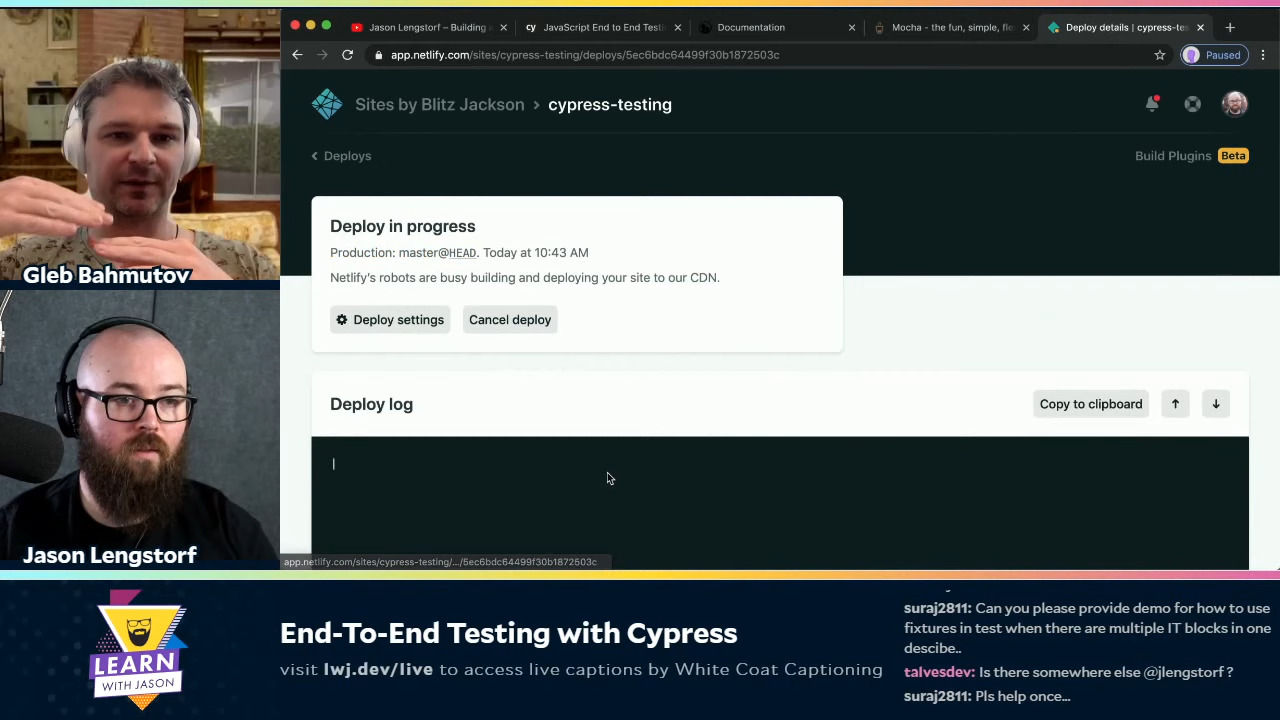 Jason Lengstorf – Building a
cy JavaScript End to End Testi
Documentation
Mocha - the fun, simple, fle
Deploy details | cypress-tes
app.netlify.com/sites/cypress-testing/deploys/5ec6bdc64499f30b1872503c
Paused
Sites by Blitz Jackson > cypress-testing
Deploys
Build Plugins Beta
Deploy in progress
Production: master@HEAD. Today at 10:43 AM
Netlify's robots are busy building and deploying your site to our CDN.
Deploy settings
Cancel deploy
Deploy log
Copy to clipboard
app.netlify.com/sites/cypress-testing/.../5ec6bdc64499f30b1872503c
Gleb Bahmutov
Jason Lengstorf
LEARN
WITH JASON
End-To-End Testing with Cypress
visit lwj.dev/live to access live captions by White Coat Captioning
suraj2811: Can you please provide demo for how to use
fixtures in test when there are multiple IT blocks in one
descibe..
talvesdev: Is there somewhere else @jlengstorf ?
suraj2811: Pls help once...